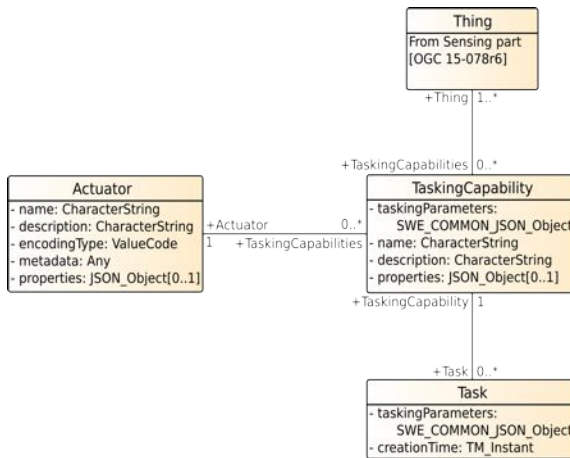 Thing
From Sensing part
[OGC 15-078r6]
+Thing 1..*
+TaskingCapabilities 0..*
Actuator
- name: CharacterString
- description: CharacterString
- encodingType: ValueCode
- metadata: Any
- properties: JSON_Object[0..1]
+Actuator 0..*
1 +TaskingCapabilities
TaskingCapability
- taskingParameters:
SWE_COMMON_JSON_Object
- name: CharacterString
- description: CharacterString
- properties: JSON_Object[0..1]
+TaskingCapability 1
+Task 0..*
Task
- taskingParameters:
SWE_COMMON_JSON_Object
- creationTime: TM_Instant